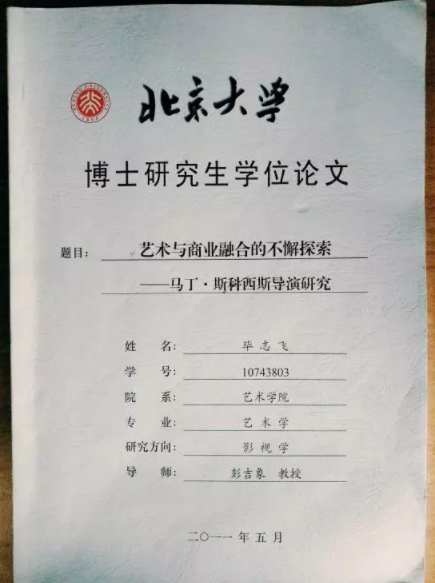 北京大学
博士研究生学位论文
题目：艺术与商业融合的不懈探索
——马丁·斯科西斯导演研究
姓名：毕志飞
学号：10743803
院系：艺术学院
专业：艺术学
研究方向：影视学
导师：彭吉象 教授
二〇一一年五月